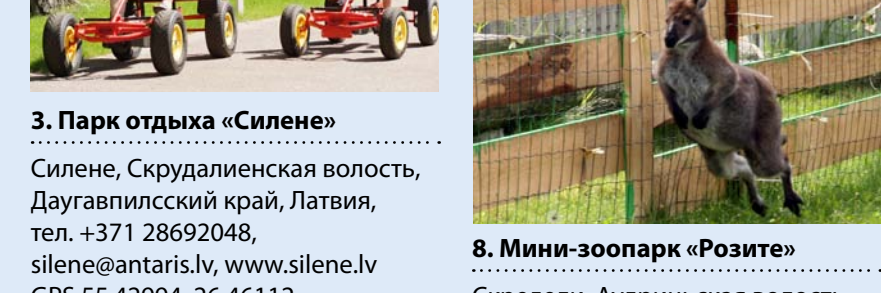 3. Парк отдыха «Силене»
Силене, Скрудалиенская волость,
Даугавпилсский край, Латвия,
тел. +371 28692048,
silene@antaris.lv, www.silene.lv
8. Мини-зоопарк «Розите»